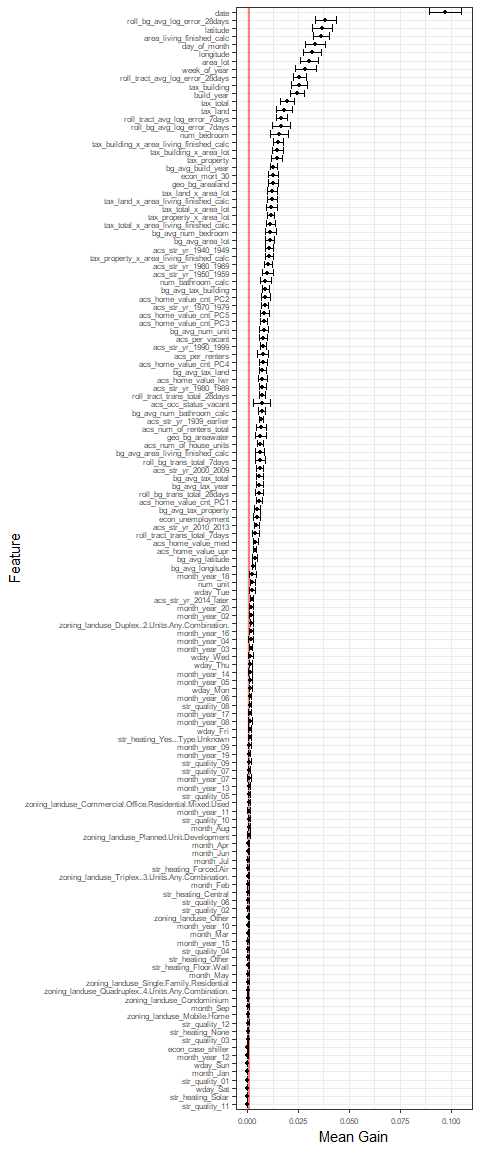 date
roll_bg_avg_log_error_28days
latitude
area_living_finished_calc
day_of_month
longitude
area_lot
week_of_year
roll_tract_avg_log_error_28days
tax_building
build_year
tax_total
tax_land
roll_tract_avg_log_error_7days
roll_bg_avg_log_error_7days
num_bedroom
tax_building_x_area_living_finished_calc
tax_building_x_area_lot
tax_property
bg_avg_build_year
econ_mort_30
geo_bg_arealand
tax_land_x_area_lot
tax_land_x_area_living_finished_calc
tax_total_x_area_lot
tax_property_x_area_lot
tax_total_x_area_living_finished_calc
bg_avg_num_bedroom
bg_avg_area_lot
acs_str_yr_1940_1949
tax_property_x_area_living_finished_calc
acs_str_yr_1960_1969
acs_str_yr_1950_1959
num_bathroom_calc
bg_avg_tax_building
acs_home_value_cnt_PC2
acs_str_yr_1970_1979
acs_home_value_cnt_PC5
acs_home_value_cnt_PC3
bg_avg_num_unit
acs_per_vacant
acs_str_yr_1990_1999
acs_per_renters
acs_home_value_cnt_PC4
bg_avg_tax_land
acs_home_value_lwr
acs_str_yr_1980_1989
roll_tract_trans_total_28days
acs_occ_status_vacant
bg_avg_num_bathroom_calc
acs_str_yr_1939_earlier
acs_num_of_renters_total
geo_bg_areawater
acs_num_of_house_units
bg_avg_area_living_finished_calc
roll_bg_trans_total_7days
acs_str_yr_2000_2009
bg_avg_tax_total
bg_avg_tax_year
roll_bg_trans_total_28days
acs_home_value_cnt_PC1
bg_avg_tax_property
econ_unemployment
acs_str_yr_2010_2013
roll_tract_trans_total_7days
acs_home_value_med
acs_home_value_upr
bg_avg_latitude
bg_avg_longitude
month_year_18
num_unit
wday_Tue
acs_str_yr_2014_later
month_year_20
month_year_02
zoning_landuse_Duplex..2.Units.Any.Combination.
month_year_16
month_year_04
month_year_03
wday_Wed
wday_Thu
month_year_14
month_year_05
wday_Mon
month_year_06
str_quality_08
month_year_17
month_year_08
wday_Fri
str_heating_Yes...Type.Unknown
month_year_09
month_year_19
str_quality_09
str_quality_07
month_year_07
month_year_13
str_quality_05
zoning_landuse_Commercial.Office.Residential.Mixed.Used
month_year_11
str_quality_10
month_Aug
zoning_landuse_Planned.Unit.Development
month_Apr
month_Jun
month_Jul
str_heating_Forced.Air
zoning_landuse_Triplex..3.Units.Any.Combination.
month_Feb
str_heating_Central
str_quality_06
str_quality_02
zoning_landuse_Other
month_year_10
month_Mar
month_year_15
str_quality_04
str_heating_Other
str_heating_Floor.Wall
month_May
zoning_landuse_Single.Family.Residential
zoning_landuse_Quadruplex..4.Units.Any.Combination.
zoning_landuse_Condominium
month_Sep
zoning_landuse_Mobile.Home
str_quality_12
str_heating_None
str_quality_03
econ_case_shiller
month_year_12
wday_Sun
month_Jan
str_quality_01
wday_Sat
str_heating_Solar
str_quality_11
Feature
0.000 0.025 0.050 0.075 0.100
Mean Gain